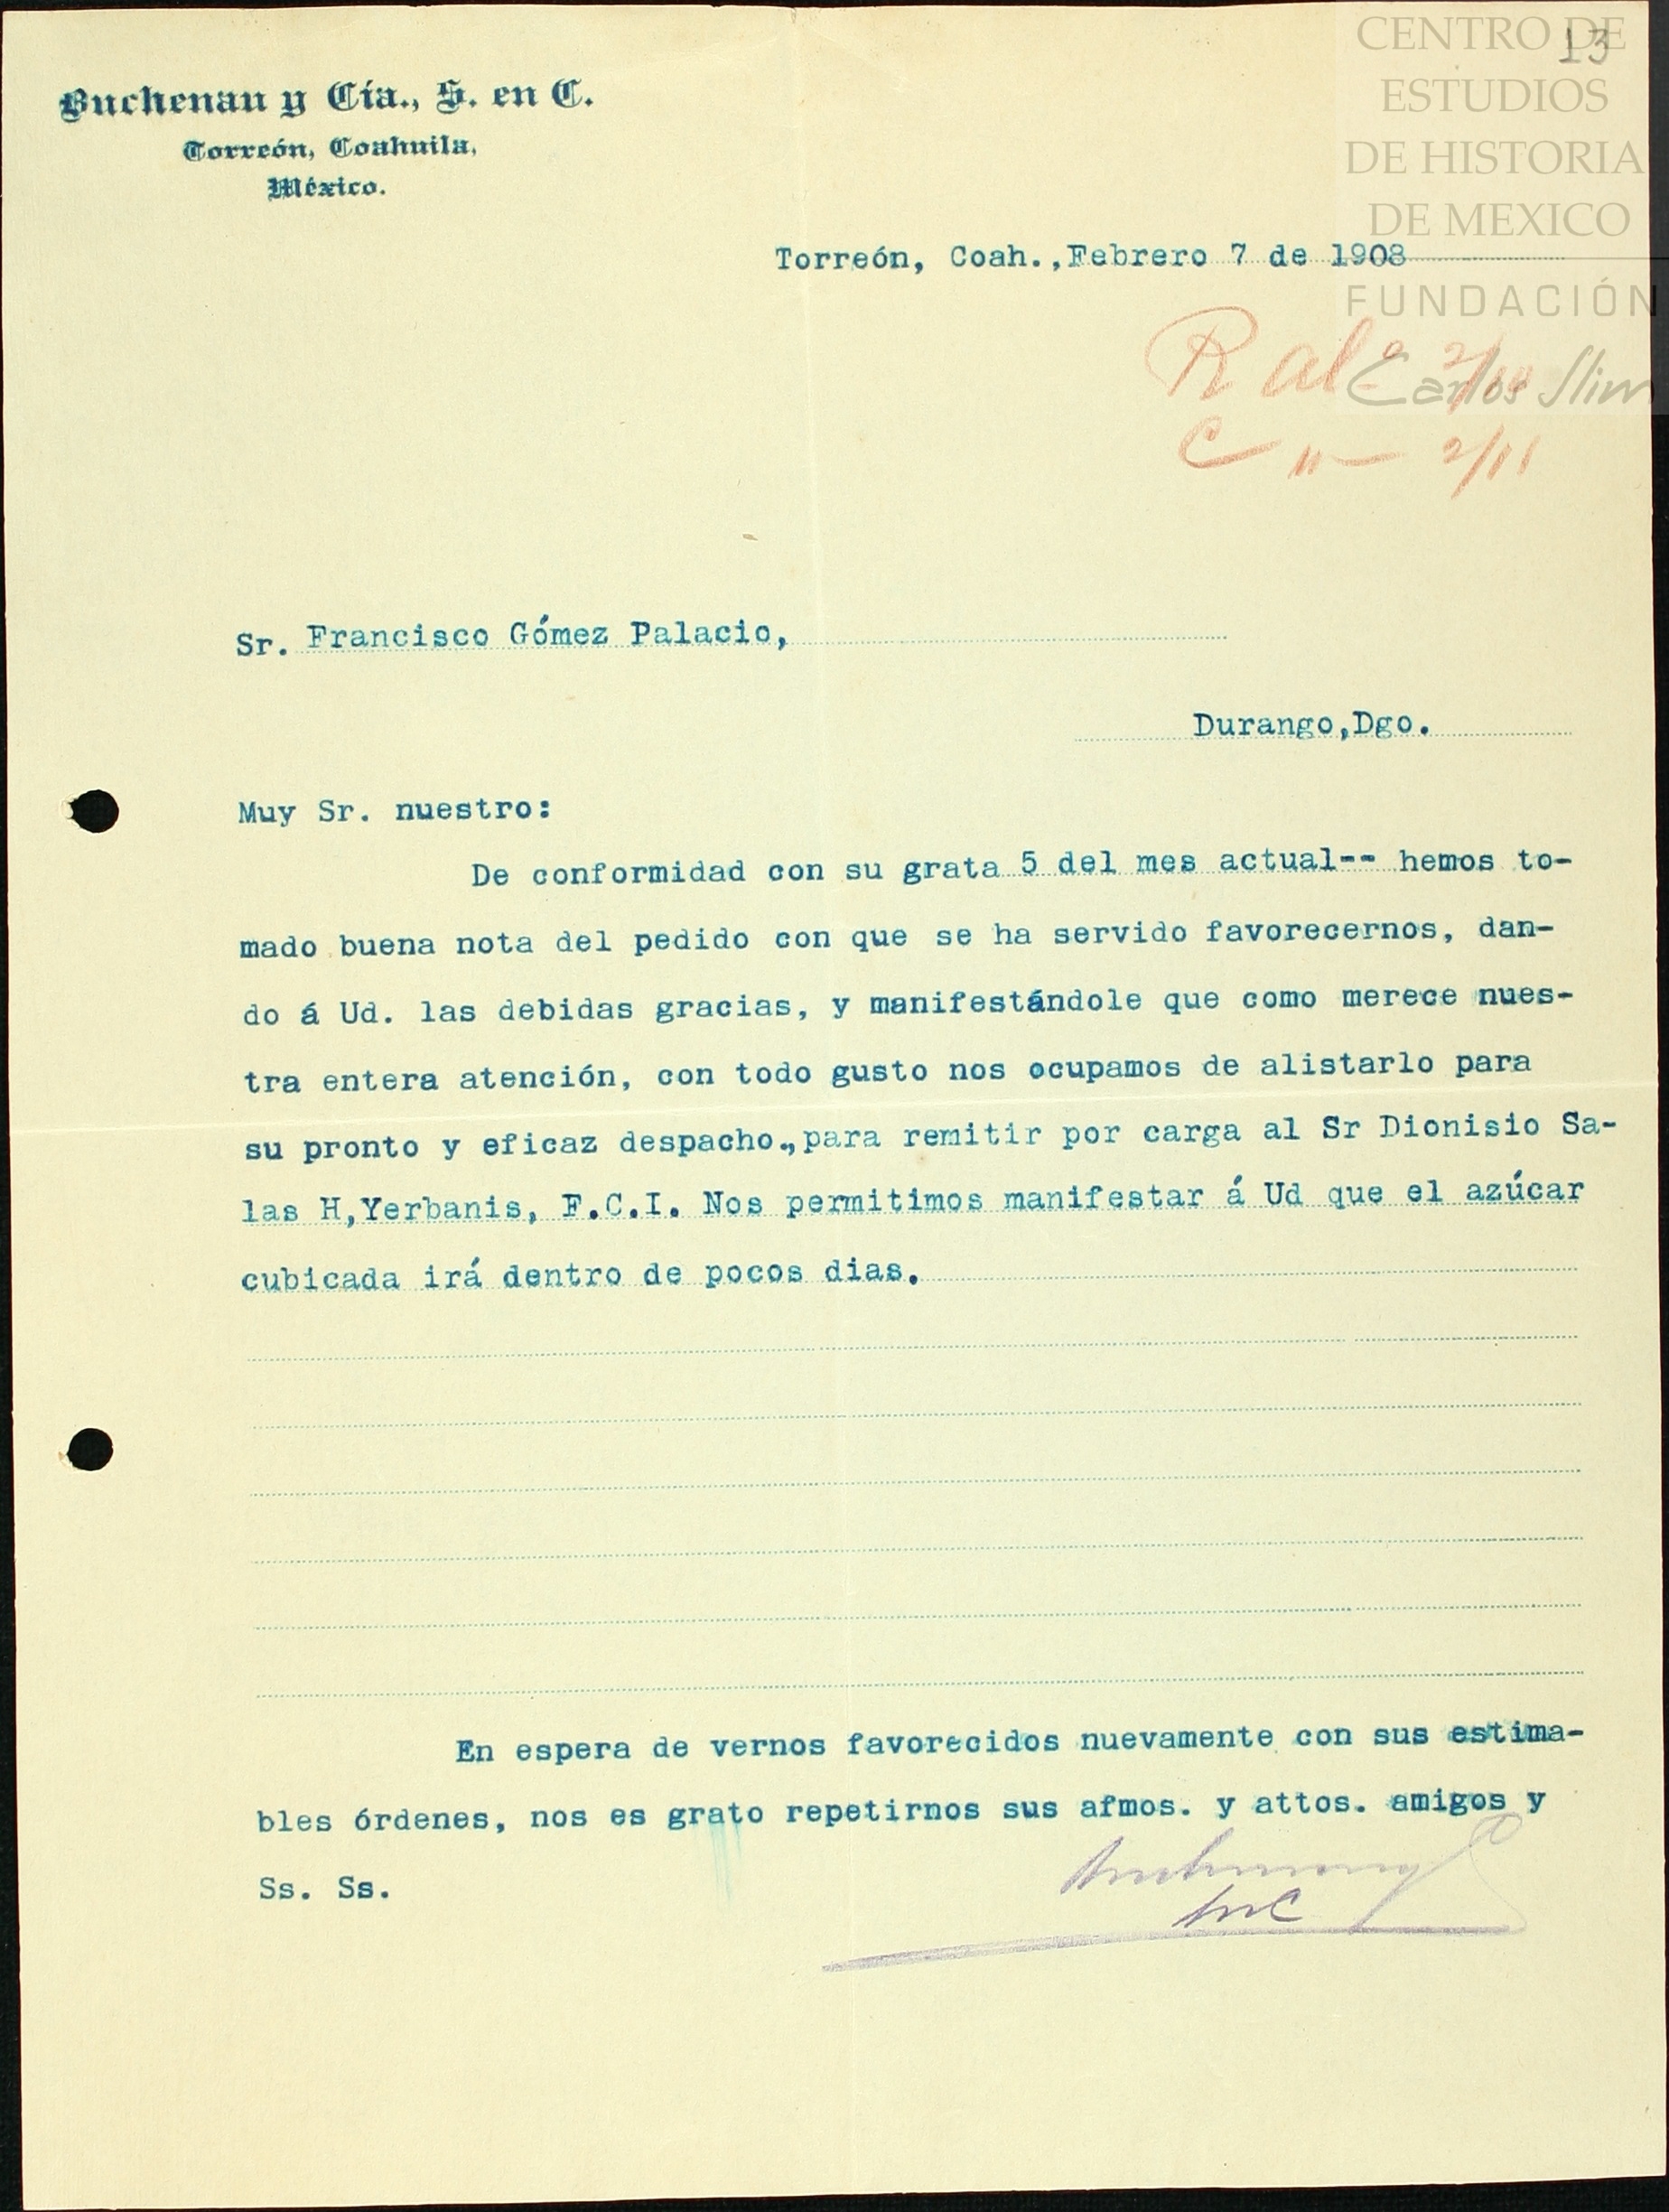 CENTRO DE
ESTUDIOS
DE HISTORIA
DE MEXICO
FUNDACIÓN
Carlos Slim
13
Buchenau y Cía., S. en C.
Torreón, Coahuila,
México.
Torreón, Coah.,Febrero 7 de 1908
R al
C " 2/11
Sr. Francisco Gómez Palacio,
Durango,Dgo.
Muy Sr. nuestro:
De conformidad con su grata 5 del mes actual-- hemos to-
mado buena nota del pedido con que se ha servido favorecernos, dan-
do á Ud. las debidas gracias, y manifestándole que como merece nues-
tra entera atención, con todo gusto nos ocupamos de alistarlo para
su pronto y eficaz despacho.,para remitir por carga al Sr Dionisio Sa-
las H,Yerbanis, F.C.I. Nos permitimos manifestar á Ud que el azúcar
cubicada irá dentro de pocos dias.
En espera de vernos favorecidos nuevamente con sus estima-
bles órdenes, nos es grato repetirnos sus afmos. y attos. amigos y
Ss. Ss.